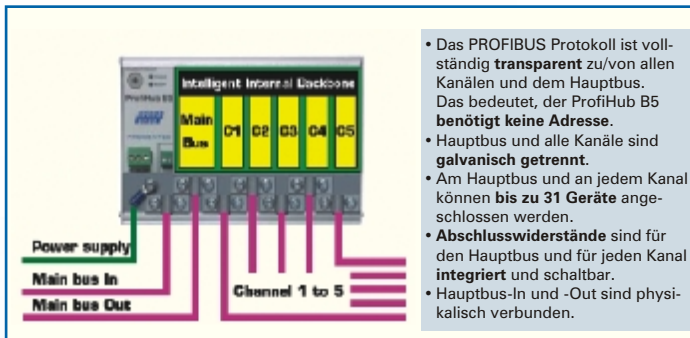 Intelligent Internal Backbone
ProfiHub B5
Main
Bus
C1
C2
C3
C4
C5
Power supply
Main bus In
Main bus Out
Channel 1 to 5
• Das PROFIBUS Protokoll ist voll-
ständig transparent zu/von allen
Kanälen und dem Hauptbus.
Das bedeutet, der ProfiHub B5
benötigt keine Adresse.
• Hauptbus und alle Kanäle sind
galvanisch getrennt.
• Am Hauptbus und an jedem Kanal
können bis zu 31 Geräte ange-
schlossen werden.
• Abschlusswiderstände sind für
den Hauptbus und für jeden Kanal
integriert und schaltbar.
• Hauptbus-In und -Out sind physi-
kalisch verbunden.